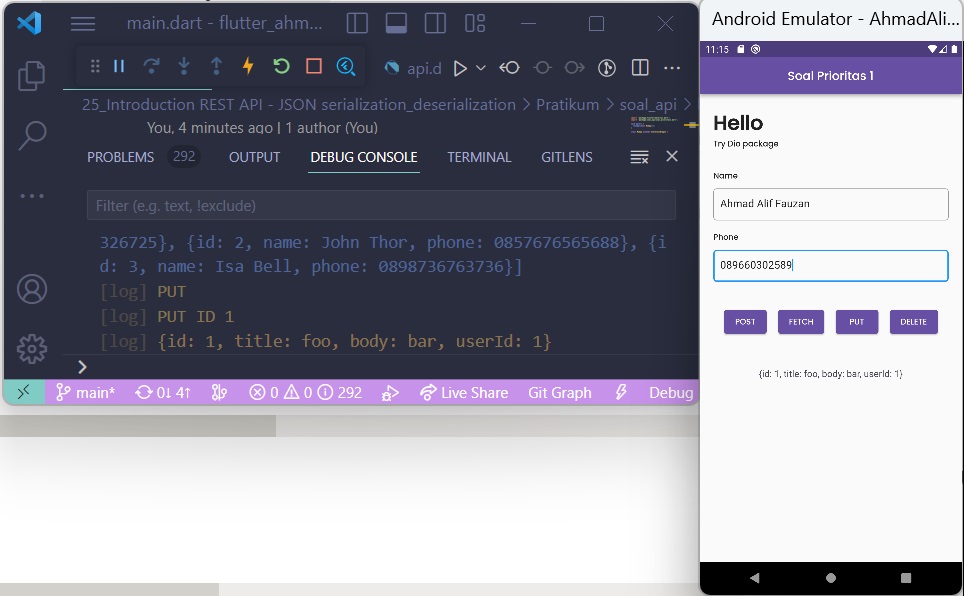 main.dart - flutter_ahm...
api.d
25_Introduction REST API - JSON serialization_deserialization > Pratikum > soal_api >
You, 4 minutes ago | 1 author (You)
PROBLEMS 292 OUTPUT DEBUG CONSOLE TERMINAL GITLENS
Filter (e.g. text, !exclude)
326725}, {id: 2, name: John Thor, phone: 0857676565688}, {i
d: 3, name: Isa Bell, phone: 0898736763736}]
[log] PUT
[log] PUT ID 1
[log] {id: 1, title: foo, body: bar, userId: 1}
main* 0↓ 4↑ 0 0 292 Live Share Git Graph Debug
Android Emulator - AhmadAli...
11:15
Soal Prioritas 1
Hello
Try Dio package
Name
Ahmad Alif Fauzan
Phone
089660302589
POST FETCH PUT DELETE
{id: 1, title: foo, body: bar, userId: 1}